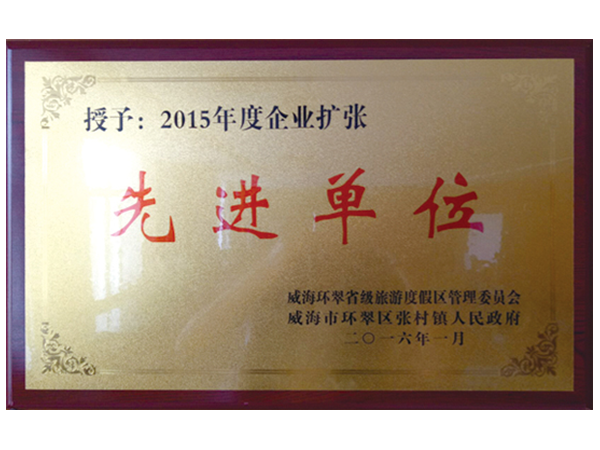 授予：2015年度企业扩张
先进单位
威海环翠省级旅游度假区管理委员会
威海市环翠区张村镇人民政府
二〇一六年一月